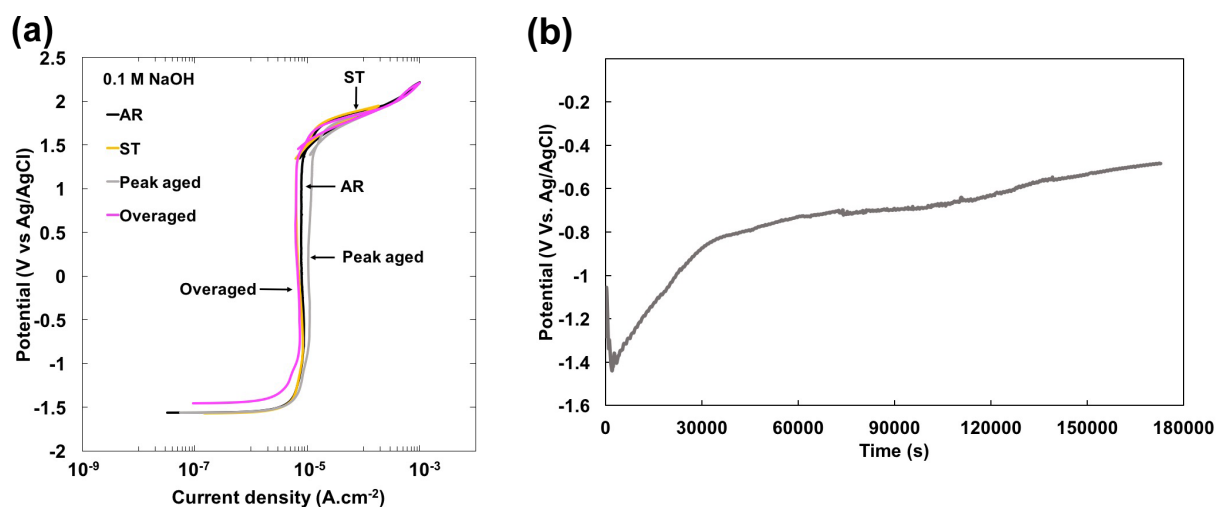 (a)
2.5
2
1.5
1
0.5
0
-0.5
-1
-1.5
-2
Potential (V vs Ag/AgCl)
0.1 M NaOH
AR
ST
Peak aged
Overaged
ST
AR
Peak aged
Overaged
10⁻⁹ 10⁻⁷ 10⁻⁵ 10⁻³
Current density (A.cm⁻²)
(b)
-0.2
-0.4
-0.6
-0.8
-1
-1.2
-1.4
-1.6
Potential (V Vs. Ag/AgCl)
0 30000 60000 90000 120000 150000 180000
Time (s)